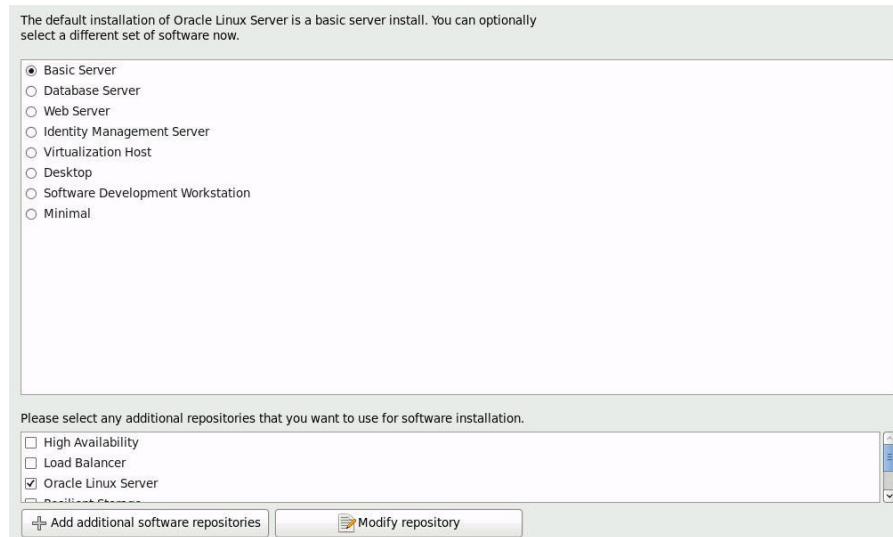 The default installation of Oracle Linux Server is a basic server install. You can optionally
select a different set of software now.
Basic Server
Database Server
Web Server
Identity Management Server
Virtualization Host
Desktop
Software Development Workstation
Minimal
Please select any additional repositories that you want to use for software installation.
High Availability
Load Balancer
Oracle Linux Server
Resilient Storage
Add additional software repositories
Modify repository